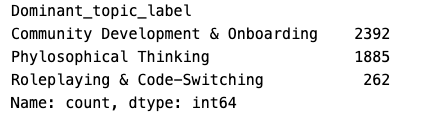 Dominant_topic_label
Community Development & Onboarding    2392
Phylosophical Thinking                1885
Roleplaying & Code-Switching           262
Name: count, dtype: int64